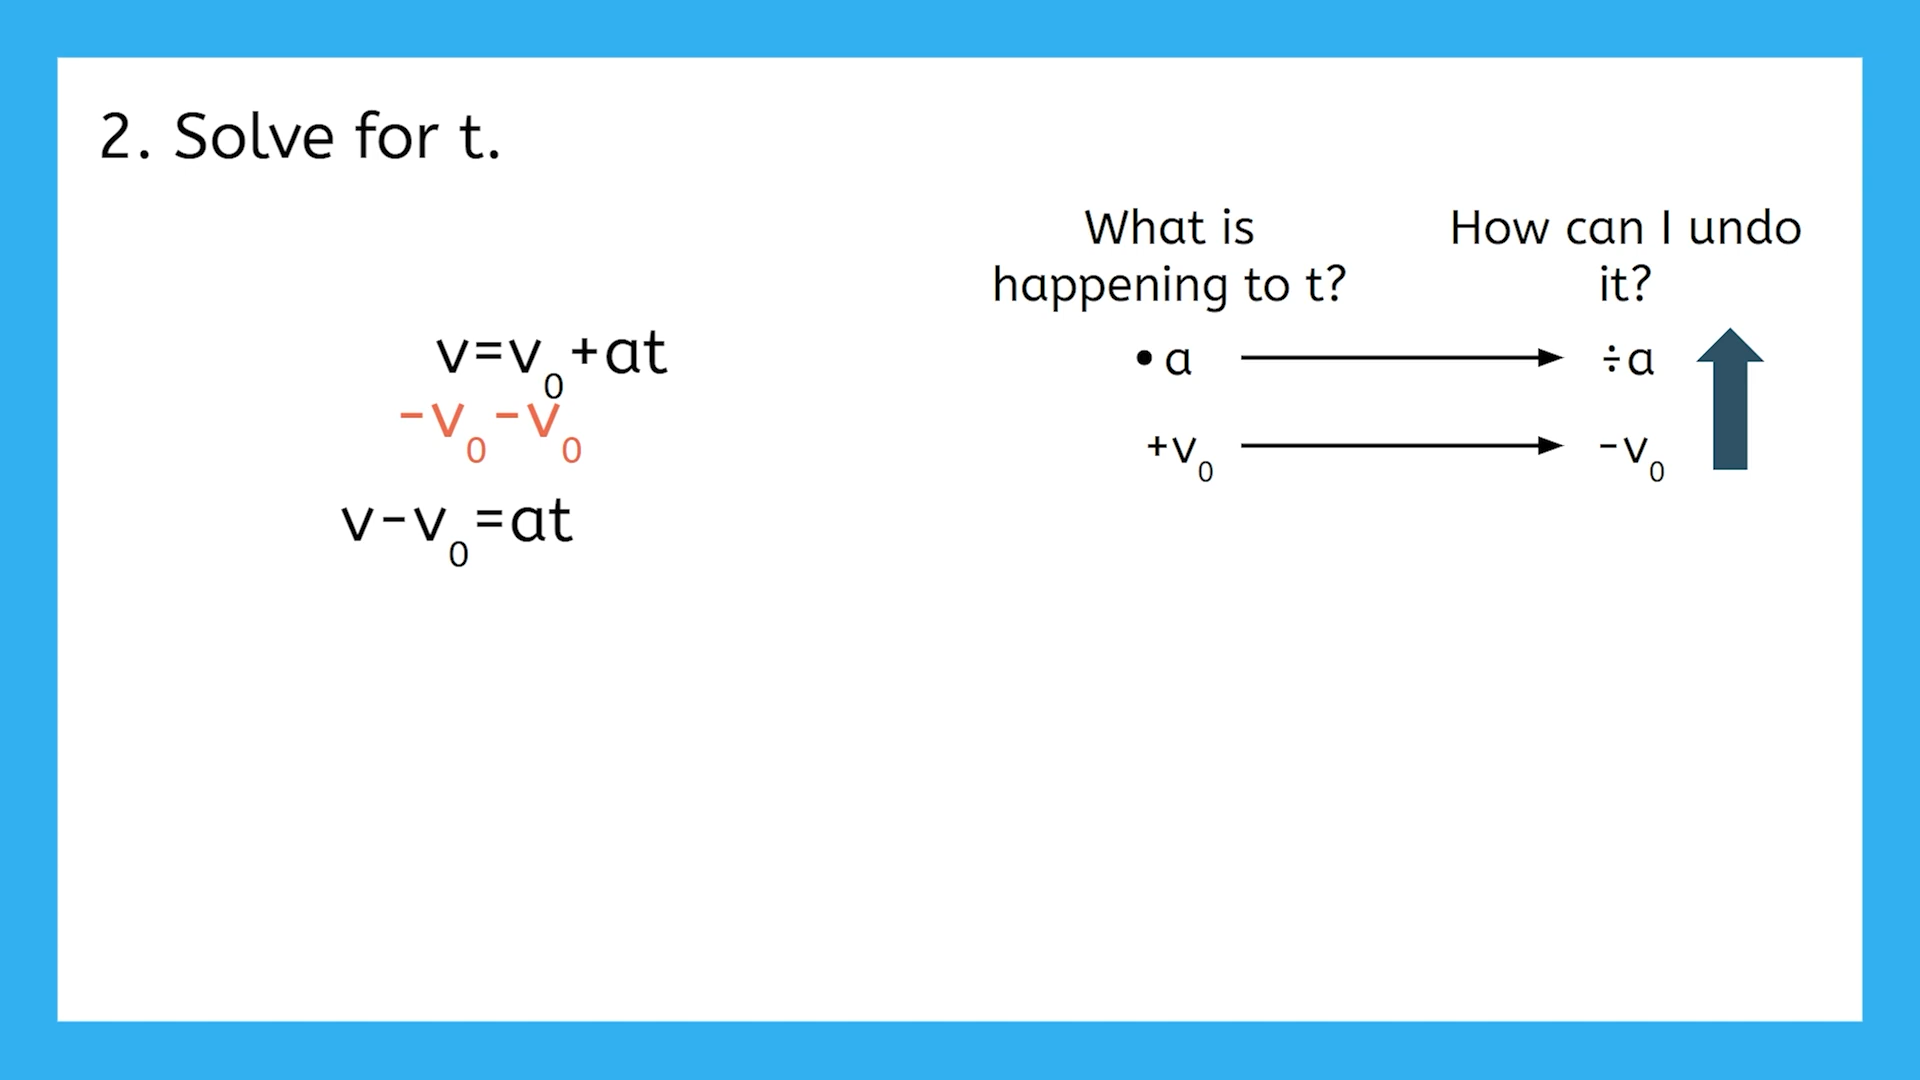 2. Solve for t.
What is
happening to t?
How can I undo
it?
v=v₀+at
-v₀ -v₀
v-v₀=at
• a
÷a
+v₀
-v₀